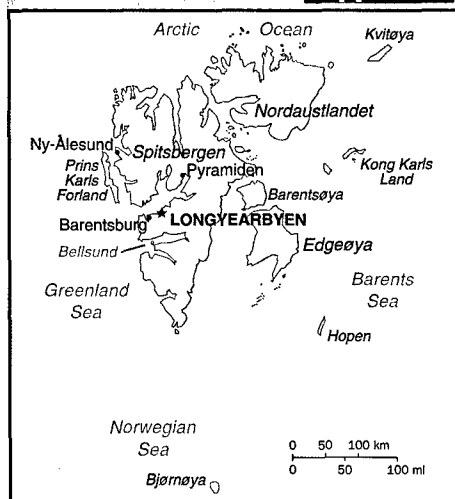 Arctic Ocean
Kvitøya
Nordaustlandet
Ny-Ålesund
Spitsbergen
Pyramiden
Kong Karls
Land
Prins
Karls
Forland
Barentsøya
Barentsburg
LONGYEARBYEN
Bellsund
Edgeøya
Greenland
Sea
Barents
Sea
Hopen
Norwegian
Sea
0 50 100 km
0 50 100 mi
Bjørnøya